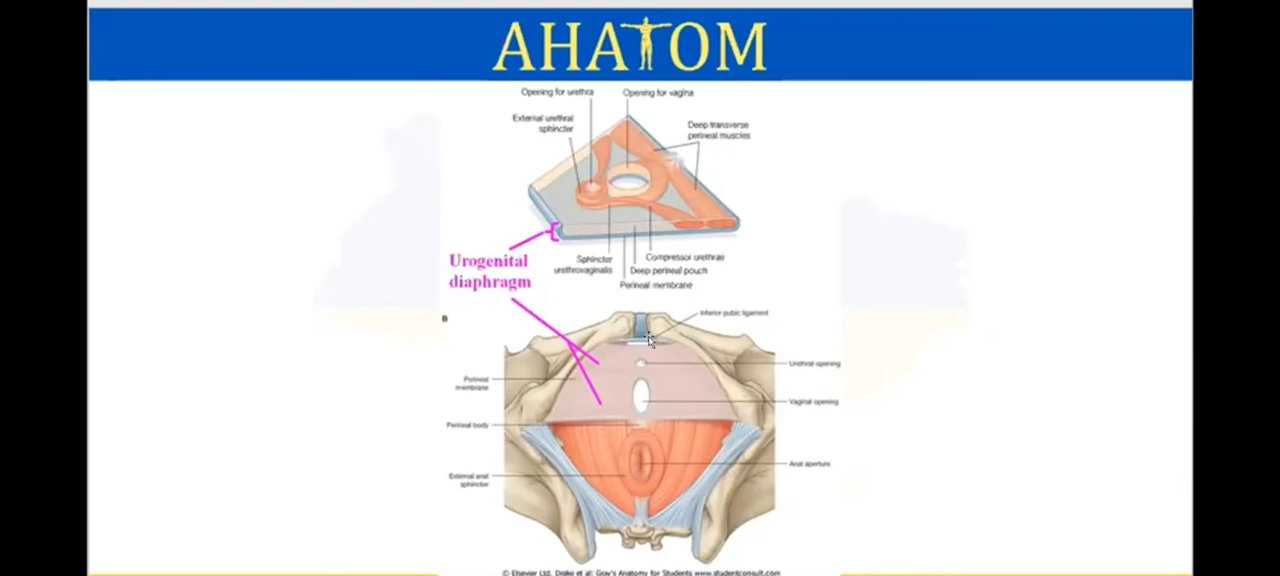 AHATOM
Opening for urethra
Opening for vagina
External urethral
sphincter
Deep transverse
perineal muscles
Urogenital
diaphragm
Sphincter
urethrovaginalis
Compressor urethrae
Deep perineal pouch
Perineal membrane
B
Inferior pubic ligament
Urethral opening
Perineal
membrane
Vaginal opening
Perineal body
Anal aperture
External anal
sphincter
© Elsevier Ltd. Drake et al: Gray's Anatomy for Students www.studentconsult.com